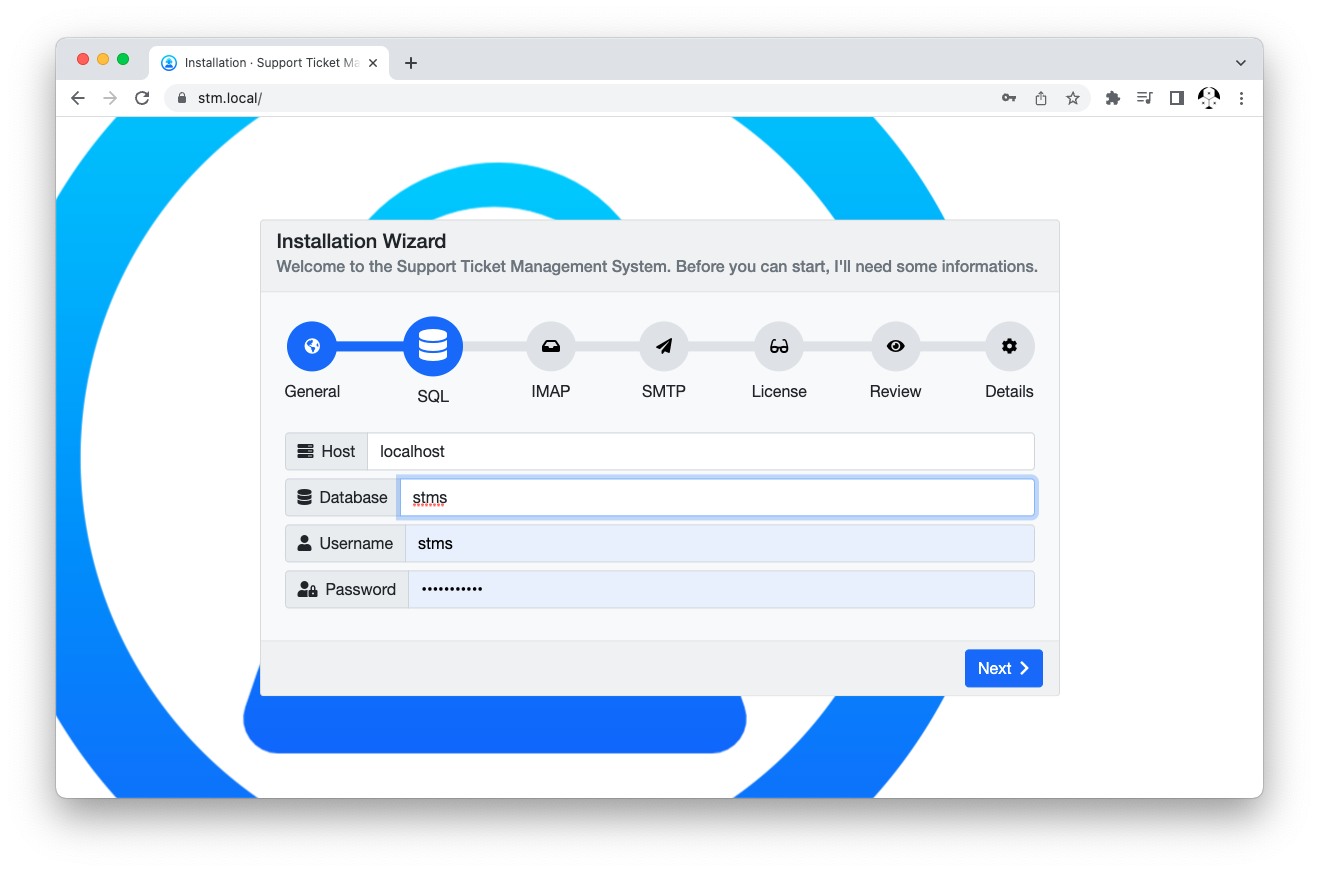 Installation · Support Ticket Ma
stm.local/
Installation Wizard
Welcome to the Support Ticket Management System. Before you can start, I'll need some informations.
General
SQL
IMAP
SMTP
License
Review
Details
Host localhost
Database stms
Username stms
Password •••••••••••
Next